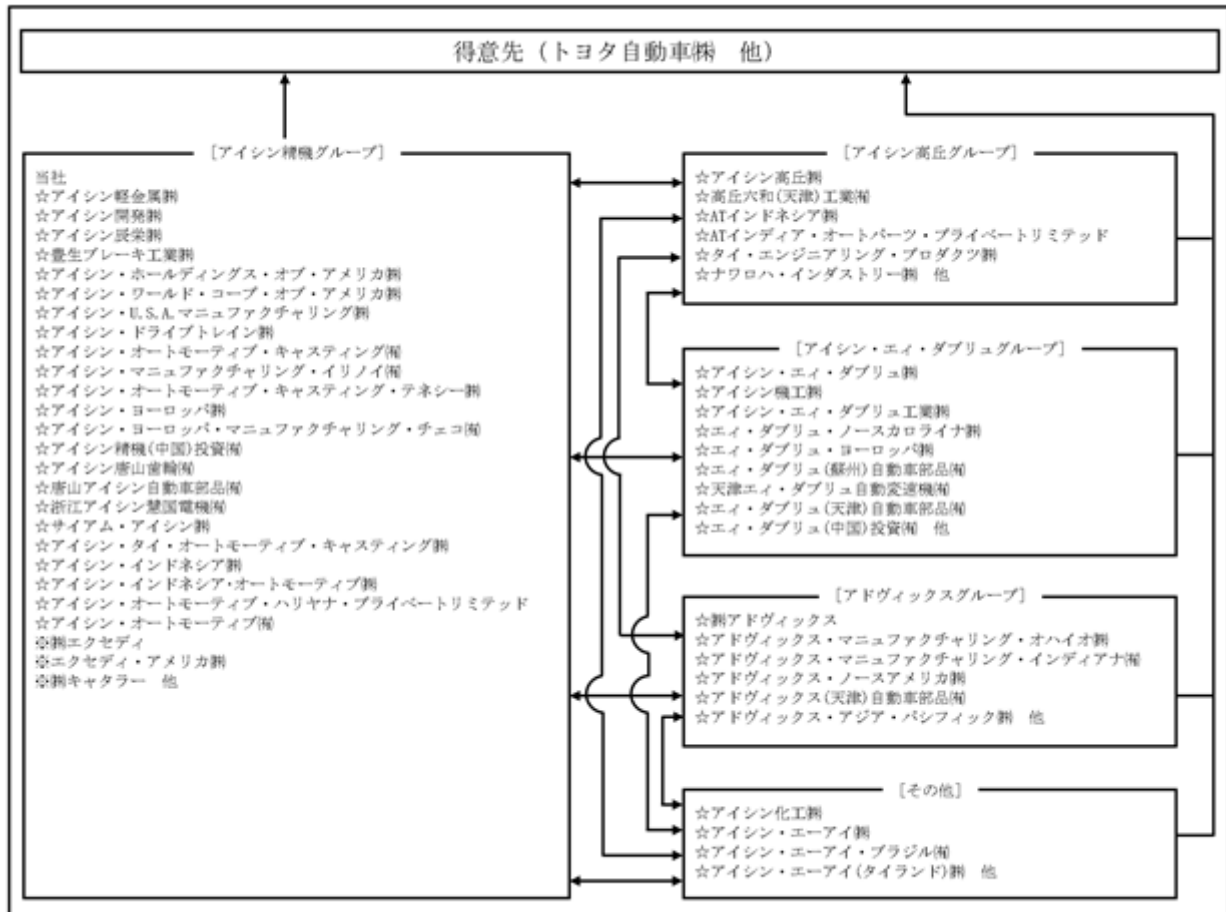 得意先（トヨタ自動車㈱　他）
［アイシン精機グループ］
当社
☆アイシン軽金属㈱
☆アイシン開発㈱
☆アイシン辰栄㈱
☆豊生ブレーキ工業㈱
☆アイシン・ホールディングス・オブ・アメリカ㈱
☆アイシン・ワールド・コープ・オブ・アメリカ㈱
☆アイシン・U.S.A.マニュファクチャリング㈱
☆アイシン・ドライブトレイン㈱
☆アイシン・オートモーティブ・キャスティング㈲
☆アイシン・マニュファクチャリング・イリノイ㈲
☆アイシン・オートモーティブ・キャスティング・テネシー㈱
☆アイシン・ヨーロッパ㈱
☆アイシン・ヨーロッパ・マニュファクチャリング・チェコ㈲
☆アイシン精機(中国)投資㈲
☆アイシン唐山歯輪㈲
☆唐山アイシン自動車部品㈲
☆浙江アイシン慧国電機㈲
☆サイアム・アイシン㈱
☆アイシン・タイ・オートモーティブ・キャスティング㈱
☆アイシン・インドネシア㈱
☆アイシン・インドネシア・オートモーティブ㈱
☆アイシン・オートモーティブ・ハリヤナ・プライベートリミテッド
☆アイシン・オートモーティブ㈲
※㈱エクセディ
※エクセディ・アメリカ㈱
※㈱キャタラー　他
［アイシン高丘グループ］
☆アイシン高丘㈱
☆高丘六和(天津)工業㈲
☆ATインドネシア㈱
☆ATインディア・オートパーツ・プライベートリミテッド
☆タイ・エンジニアリング・プロダクツ㈱
☆ナワロハ・インダストリー㈱　他
［アイシン・エィ・ダブリュグループ］
☆アイシン・エィ・ダブリュ㈱
☆アイシン機工㈱
☆アイシン・エィ・ダブリュ工業㈱
☆エィ・ダブリュ・ノースカロライナ㈱
☆エィ・ダブリュ・ヨーロッパ㈱
☆エィ・ダブリュ(蘇州)自動車部品㈲
☆天津エィ・ダブリュ自動変速機㈲
☆エィ・ダブリュ(天津)自動車部品㈲
☆エィ・ダブリュ(中国)投資㈲　他
［アドヴィックスグループ］
☆㈱アドヴィックス
☆アドヴィックス・マニュファクチャリング・オハイオ㈱
☆アドヴィックス・マニュファクチャリング・インディアナ㈲
☆アドヴィックス・ノースアメリカ㈱
☆アドヴィックス(天津)自動車部品㈲
☆アドヴィックス・アジア・パシフィック㈱　他
［その他］
☆アイシン化工㈱
☆アイシン・エーアイ㈱
☆アイシン・エーアイ・ブラジル㈲
☆アイシン・エーアイ(タイランド)㈱　他